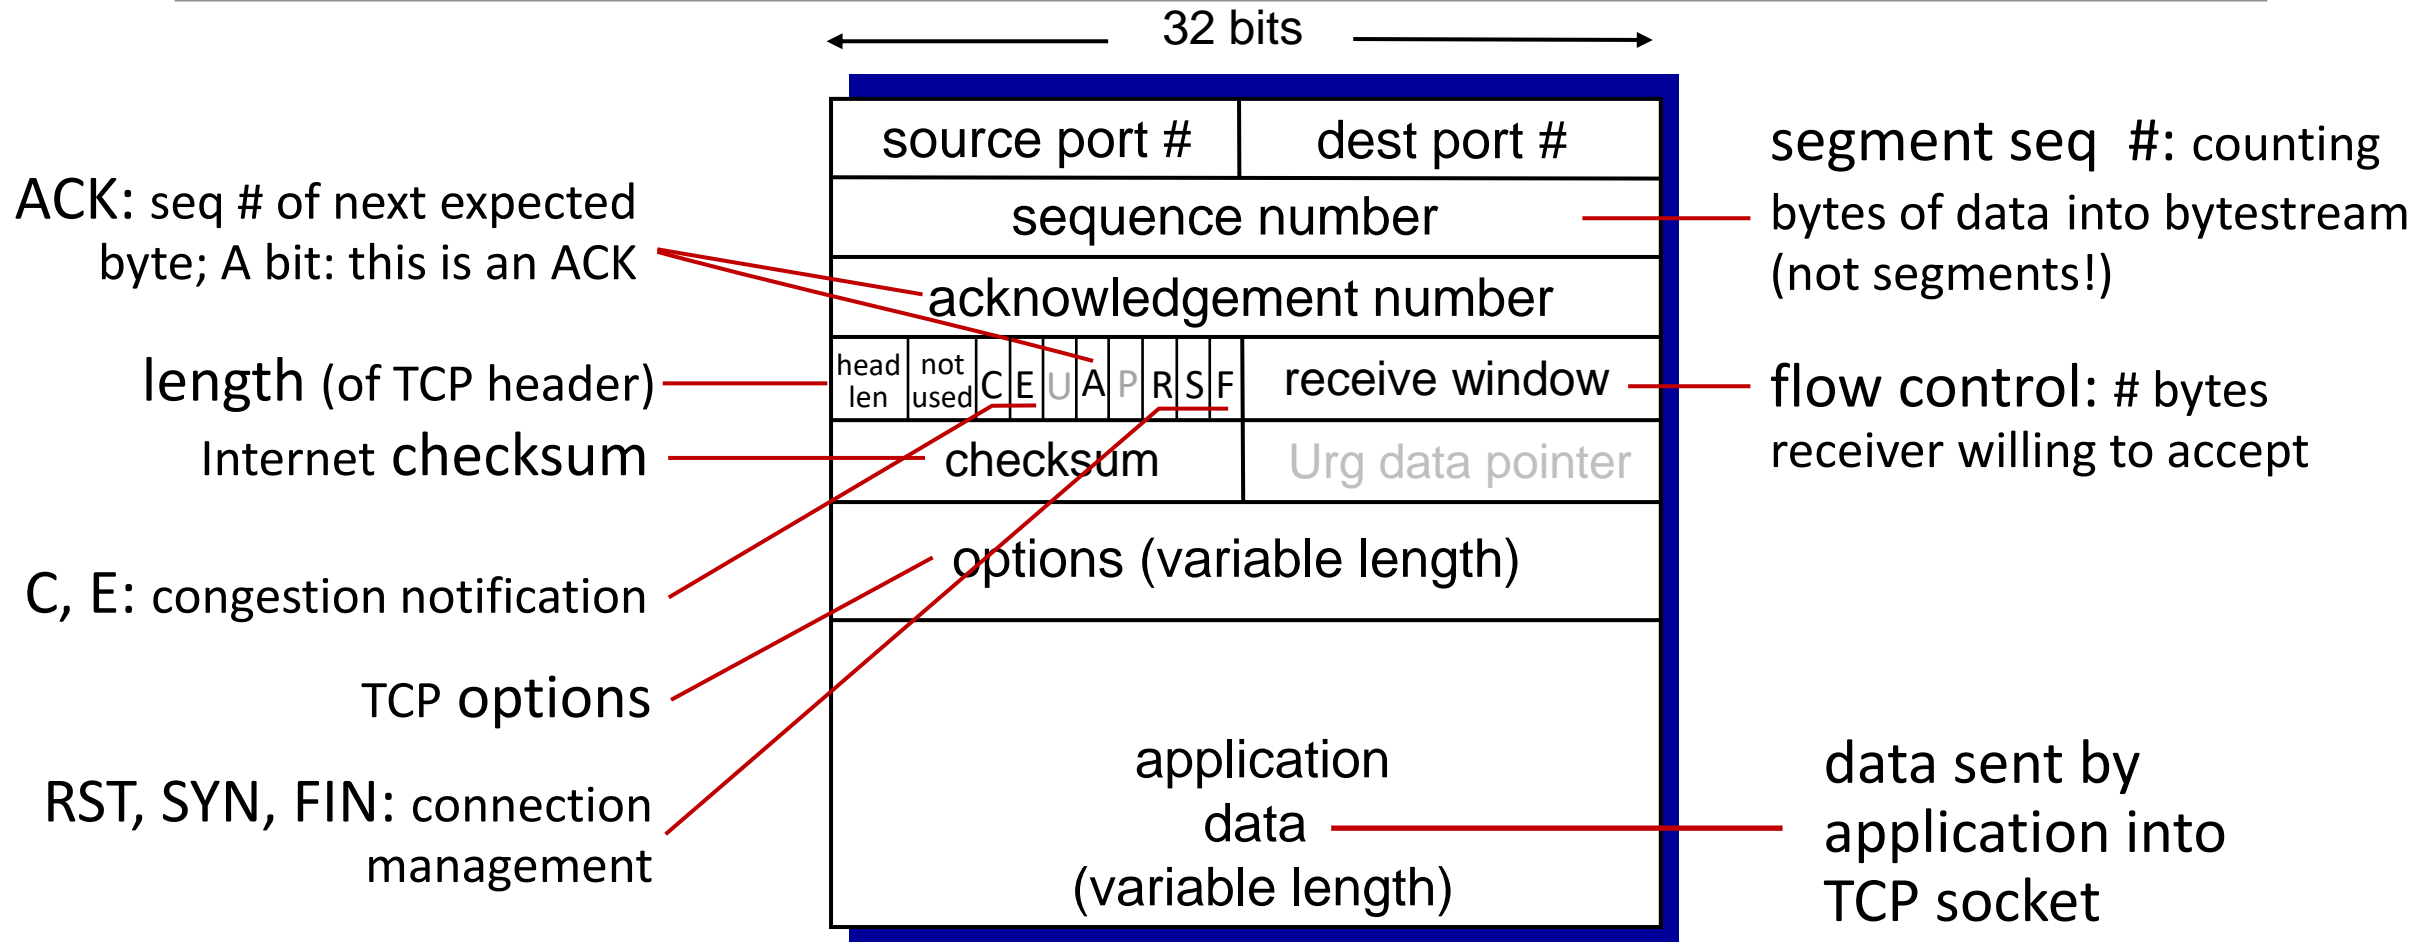 32 bits
source port # dest port #
sequence number
acknowledgement number
head len not used C E U A P R S F receive window
checksum Urg data pointer
options (variable length)
application
data
(variable length)
ACK: seq # of next expected
byte; A bit: this is an ACK
length (of TCP header)
Internet checksum
C, E: congestion notification
TCP options
RST, SYN, FIN: connection
management
segment seq #: counting
bytes of data into bytestream
(not segments!)
flow control: # bytes
receiver willing to accept
data sent by
application into
TCP socket